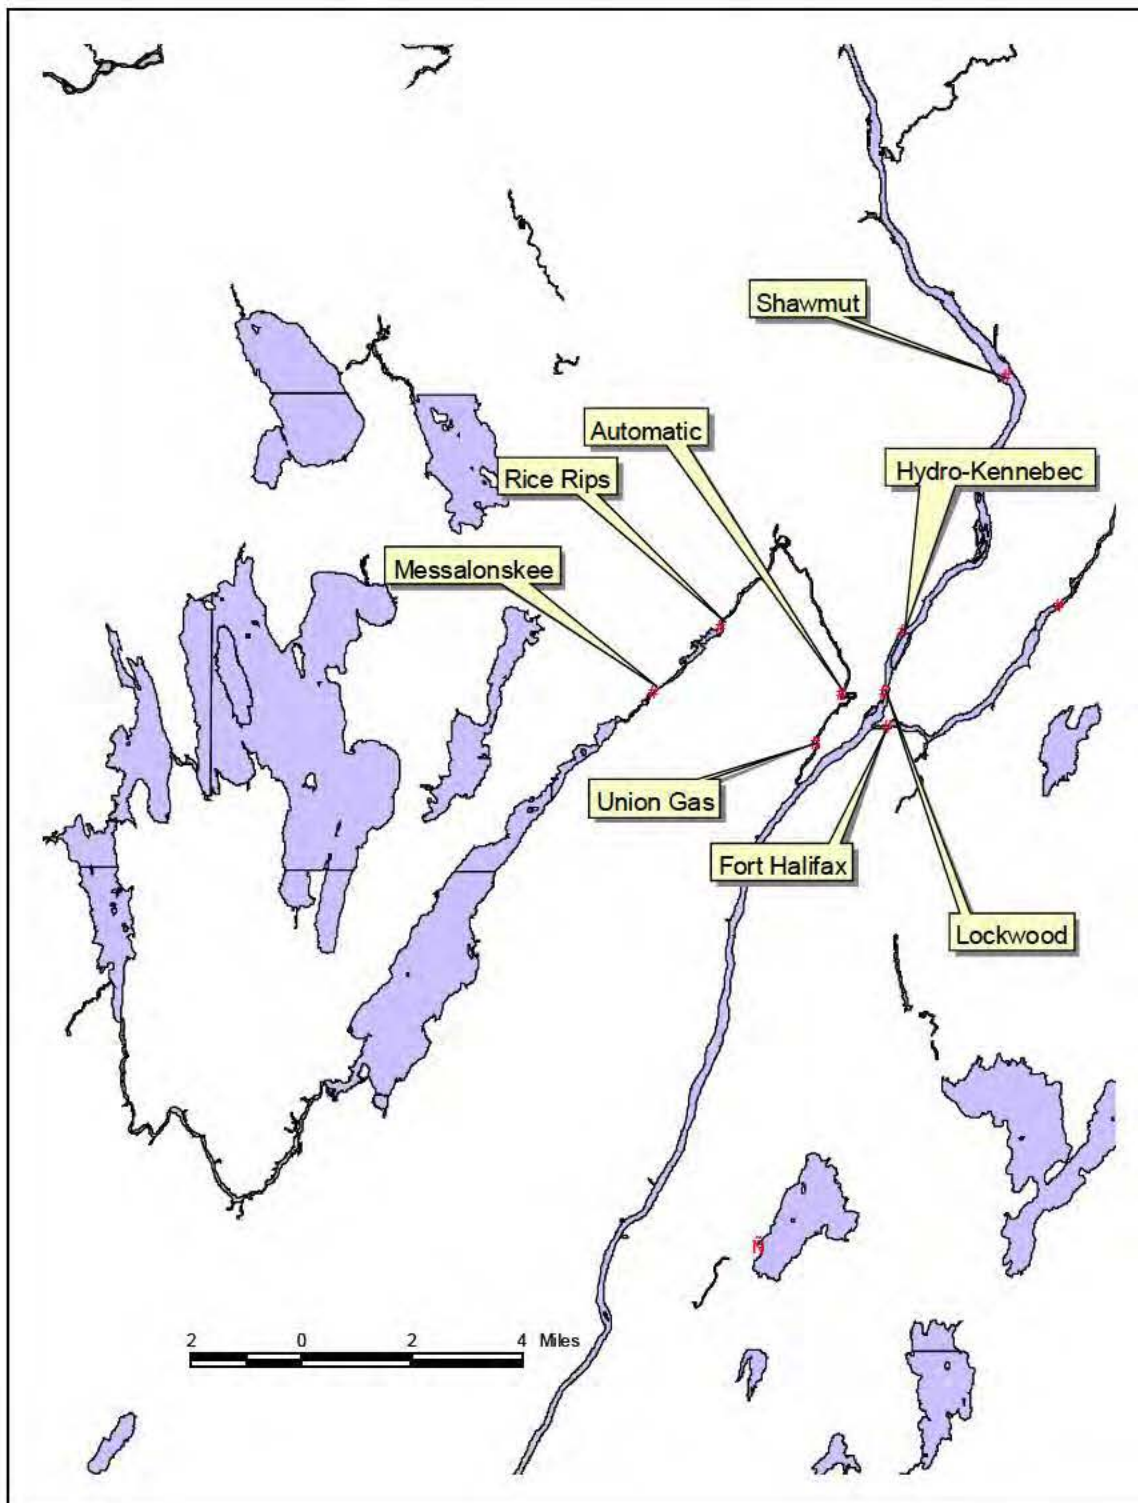 Shawmut
Automatic
Hydro-Kennebec
Rice Rips
Messalonskee
Union Gas
Fort Halifax
Lockwood
2 0 2 4 Miles